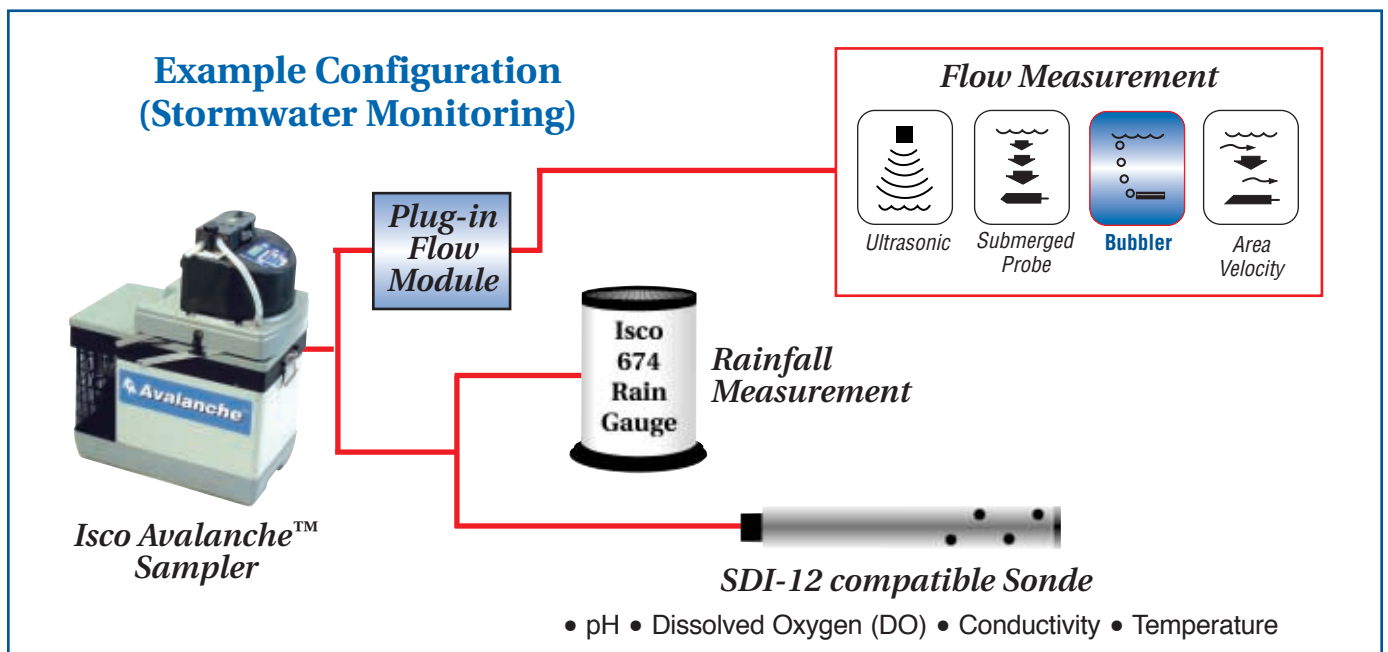 Example Configuration
(Stormwater Monitoring)
Flow Measurement
Ultrasonic
Submerged
Probe
Bubbler
Area
Velocity
Plug-in
Flow
Module
Avalanche
Isco Avalanche™
Sampler
Isco
674
Rain
Gauge
Rainfall
Measurement
SDI-12 compatible Sonde
• pH • Dissolved Oxygen (DO) • Conductivity • Temperature